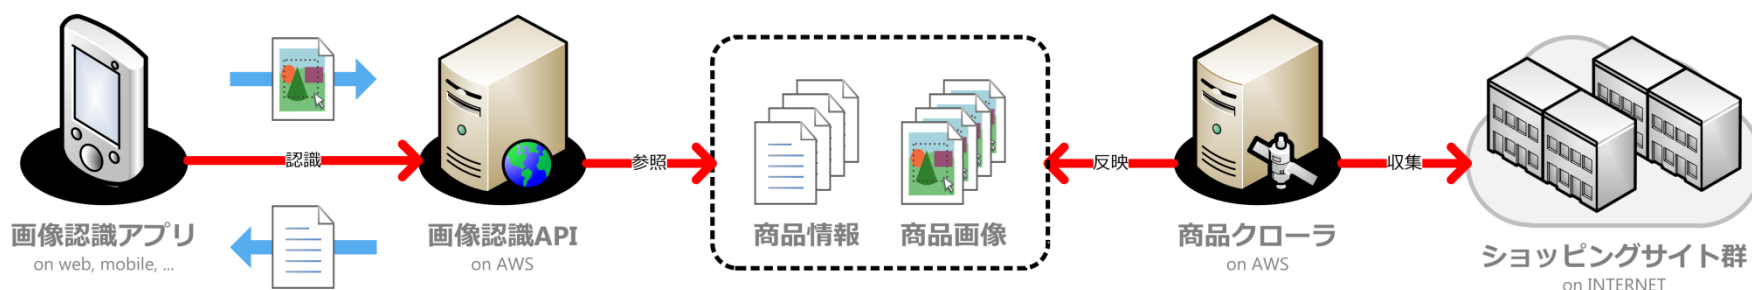 認識
参照
反映
収集
画像認識アプリ
on web, mobile, ...
画像認識API
on AWS
商品情報
商品画像
商品クローラ
on AWS
ショッピングサイト群
on INTERNET